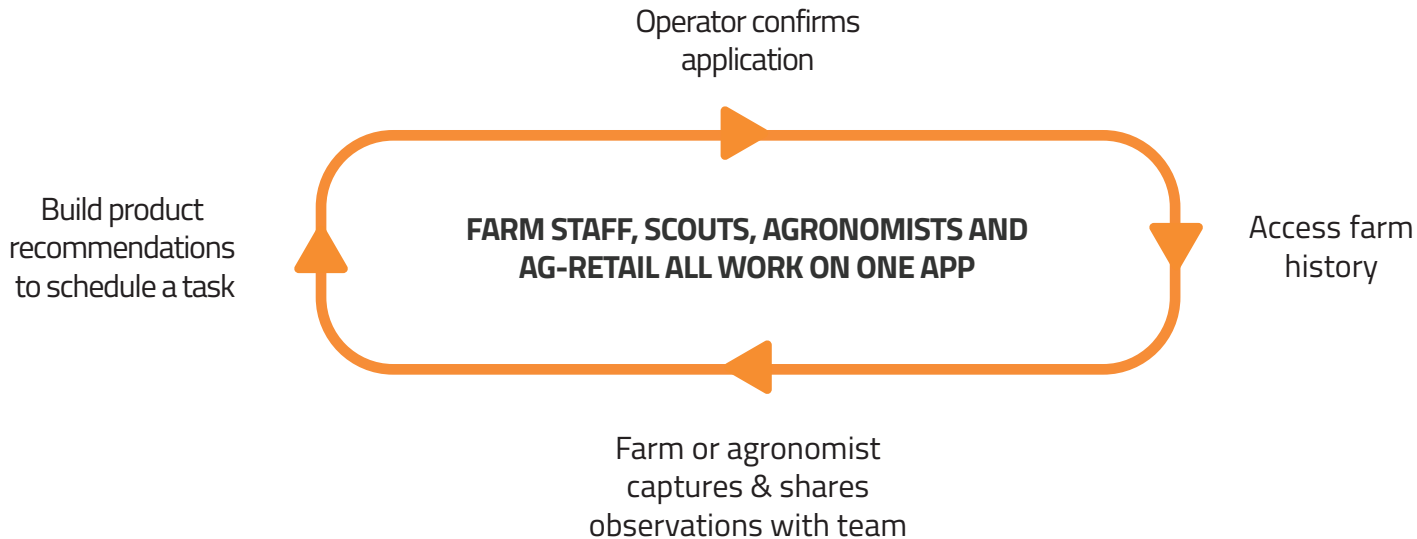 Operator confirms
application
Build product
recommendations
to schedule a task
FARM STAFF, SCOUTS, AGRONOMISTS AND
AG-RETAIL ALL WORK ON ONE APP
Access farm
history
Farm or agronomist
captures & shares
observations with team